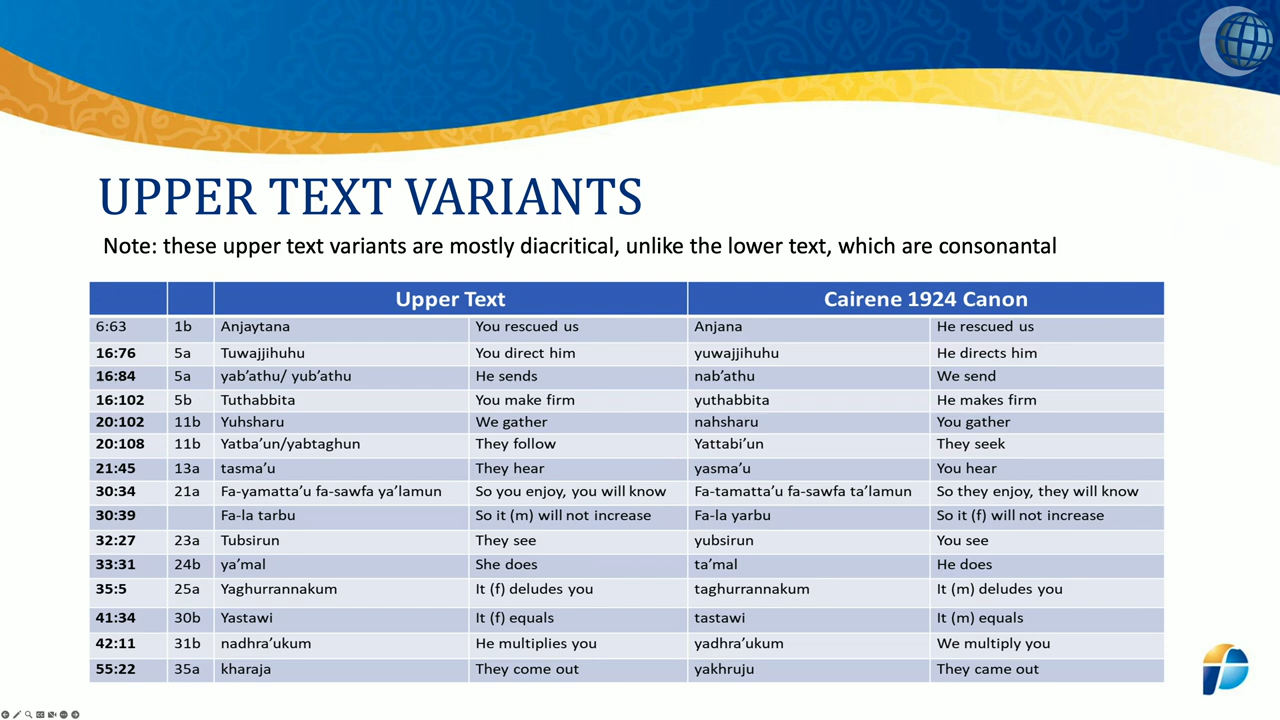 UPPER TEXT VARIANTS
Note: these upper text variants are mostly diacritical, unlike the lower text, which are consonantal
Upper Text Cairene 1924 Canon
6:63 1b Anjaytana You rescued us Anjana He rescued us
16:76 5a Tuwajjihuhu You direct him yuwajjihuhu He directs him
16:84 5a yab’athu/ yub’athu He sends nab’athu We send
16:102 5b Tuthabbita You make firm yuthabbita He makes firm
20:102 11b Yuhsharu We gather nahsharu You gather
20:108 11b Yatba’un/yabtaghun They follow Yattabi’un They seek
21:45 13a tasma’u They hear yasma’u You hear
30:34 21a Fa-yamatta’u fa-sawfa ya’lamun So you enjoy, you will know Fa-tamatta’u fa-sawfa ta’lamun So they enjoy, they will know
30:39 Fa-la tarbu So it (m) will not increase Fa-la yarbu So it (f) will not increase
32:27 23a Tubsirun They see yubsirun You see
33:31 24b ya’mal She does ta’mal He does
35:5 25a Yaghurrannakum It (f) deludes you taghurrannakum It (m) deludes you
41:34 30b Yastawi It (f) equals tastawi It (m) equals
42:11 31b nadhra’ukum He multiplies you yadhra’ukum We multiply you
55:22 35a kharaja They come out yakhruju They came out